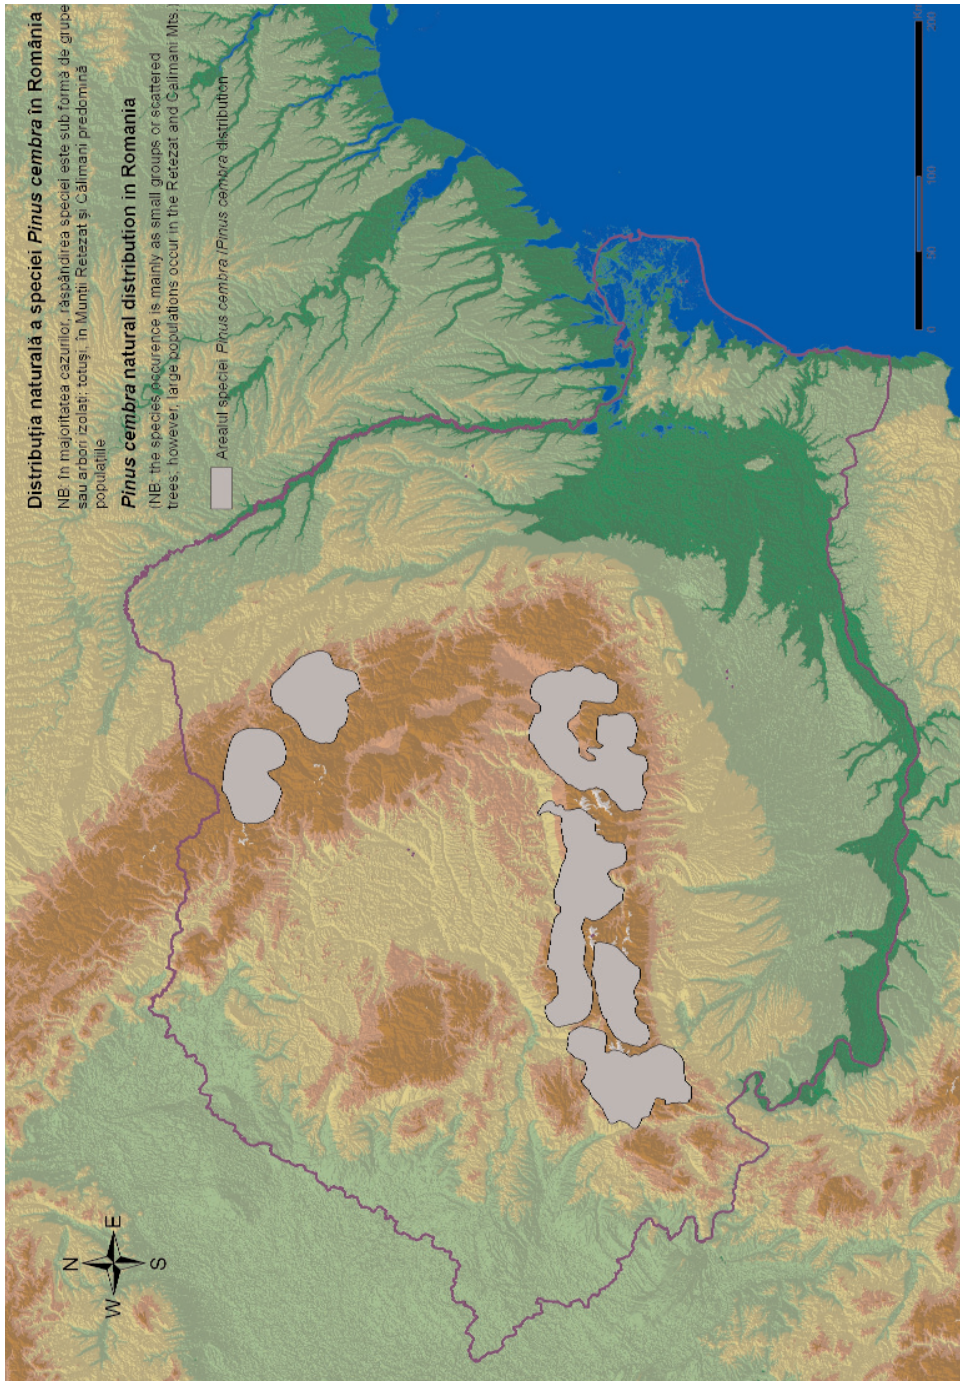 Distribuția naturală a speciei Pinus cembra în România
NB: în majoritatea cazurilor, răspândirea speciei este sub formă de grupe
sau arbori izolați; totuși, în Munții Retezat și Călimani predomină
populațiile
Pinus cembra natural distribution in Romania
(NB: the species occurence is mainly as small groups or scattered
trees; however, large populations occur in the Retezat and Calimani Mts.)
Arealul speciei Pinus cembra / Pinus cembra distribution
N
W
E
S
0
50
100
200
Km